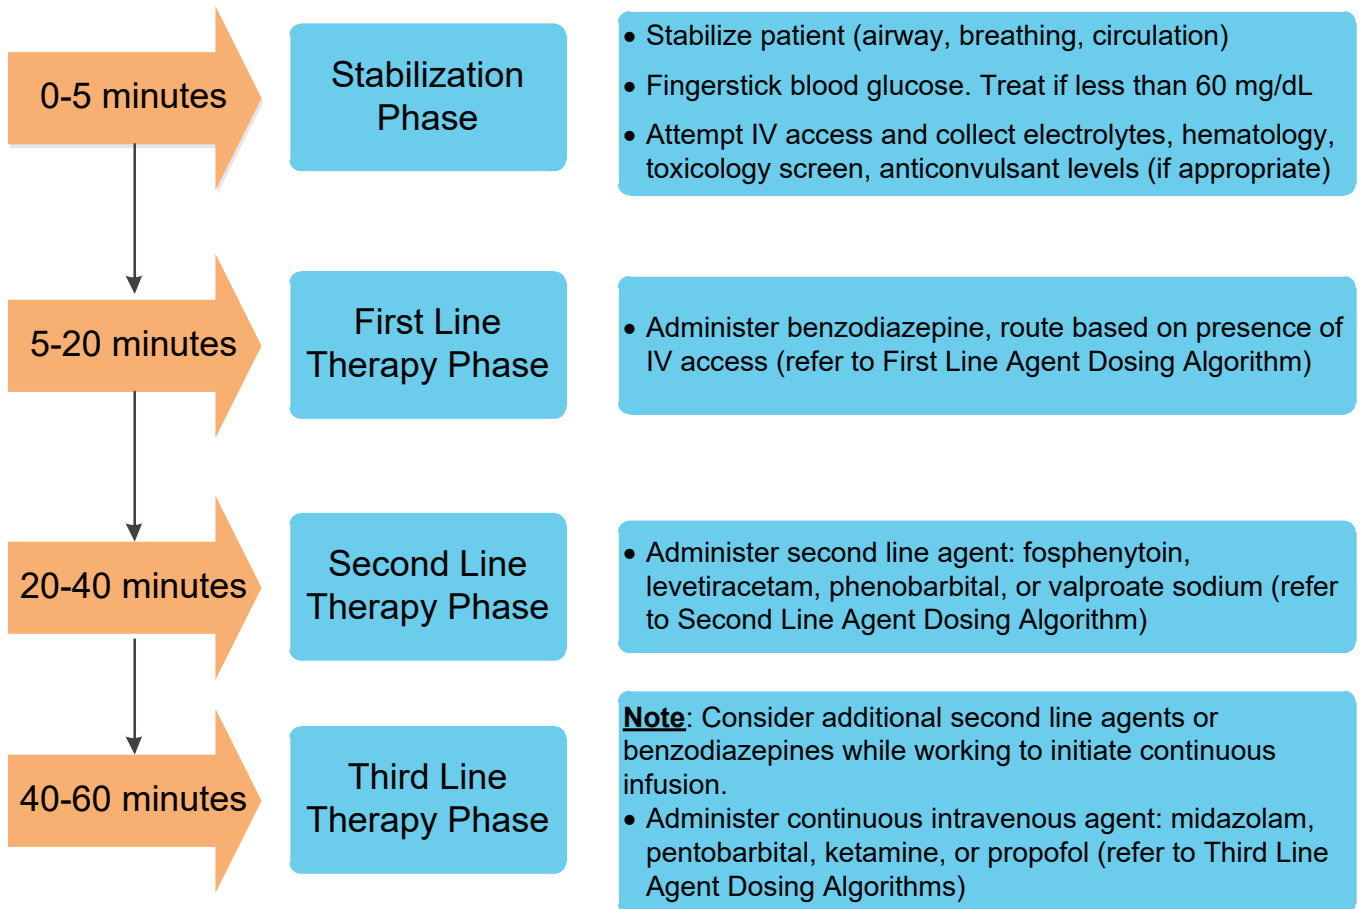 0-5 minutes
Stabilization
Phase
• Stabilize patient (airway, breathing, circulation)
• Fingerstick blood glucose. Treat if less than 60 mg/dL
• Attempt IV access and collect electrolytes, hematology,
toxicology screen, anticonvulsant levels (if appropriate)
5-20 minutes
First Line
Therapy Phase
• Administer benzodiazepine, route based on presence of
IV access (refer to First Line Agent Dosing Algorithm)
20-40 minutes
Second Line
Therapy Phase
• Administer second line agent: fosphenytoin,
levetiracetam, phenobarbital, or valproate sodium (refer
to Second Line Agent Dosing Algorithm)
40-60 minutes
Third Line
Therapy Phase
Note: Consider additional second line agents or
benzodiazepines while working to initiate continuous
infusion.
• Administer continuous intravenous agent: midazolam,
pentobarbital, ketamine, or propofol (refer to Third Line
Agent Dosing Algorithms)